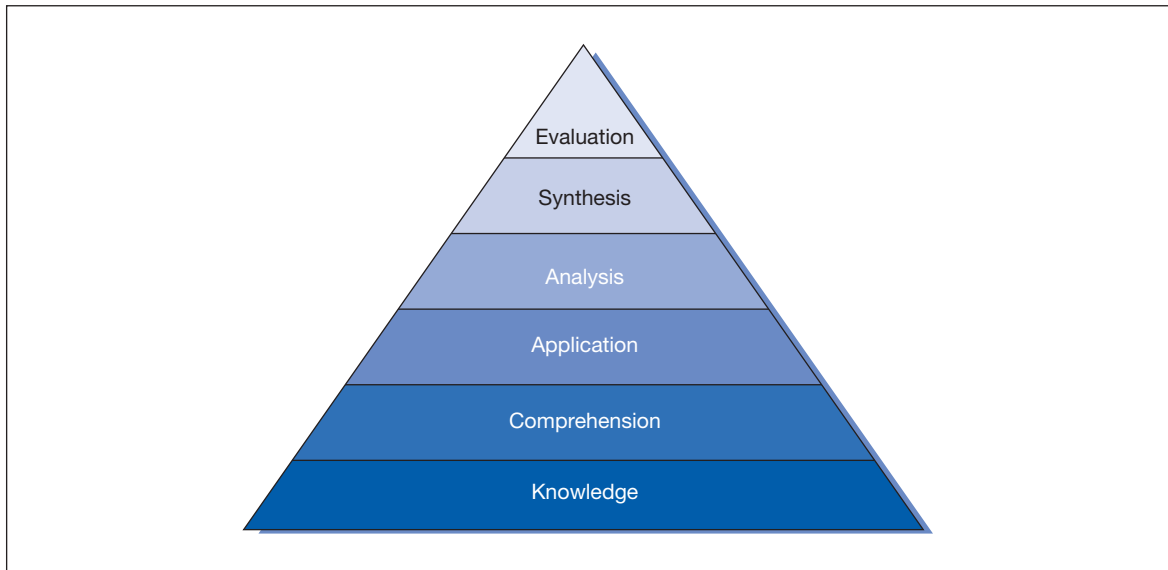 Evaluation
Synthesis
Analysis
Application
Comprehension
Knowledge